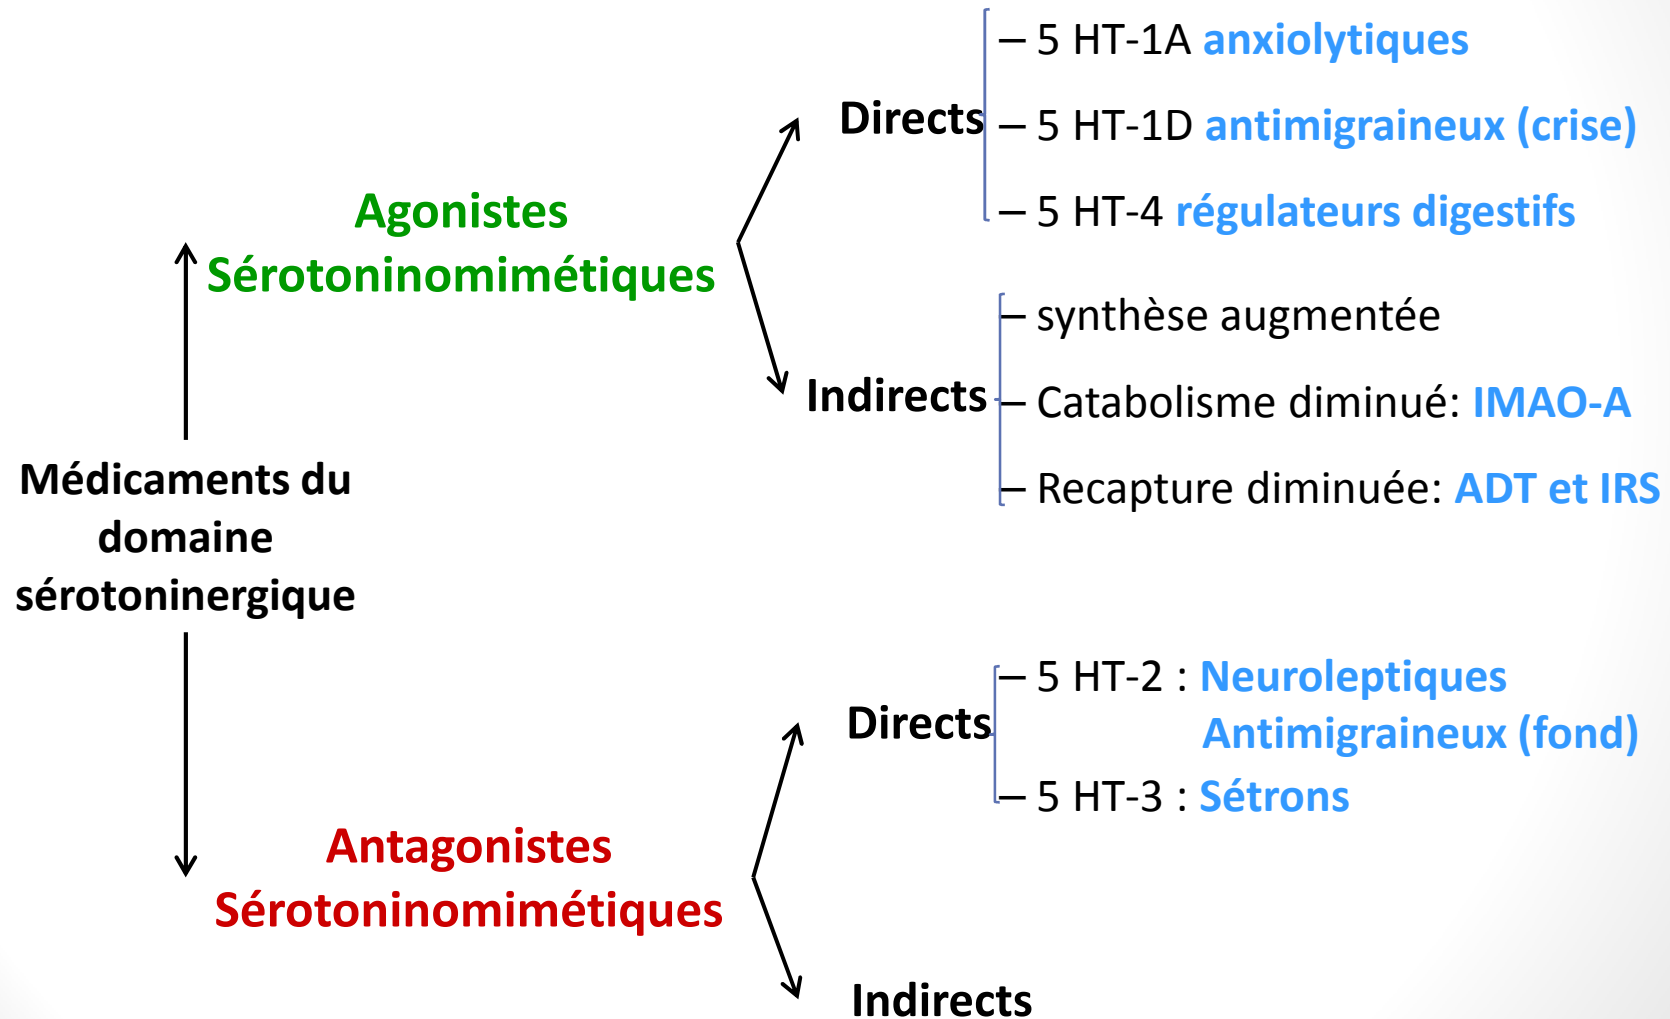 Médicaments du
domaine
sérotoninergique
Agonistes
Sérotoninomimétiques
Directs
– 5 HT-1A anxiolytiques
– 5 HT-1D antimigraineux (crise)
– 5 HT-4 régulateurs digestifs
Indirects
– synthèse augmentée
– Catabolisme diminué: IMAO-A
– Recapture diminuée: ADT et IRS
Antagonistes
Sérotoninomimétiques
Directs
– 5 HT-2 : Neuroleptiques
Antimigraineux (fond)
– 5 HT-3 : Sétrons
Indirects